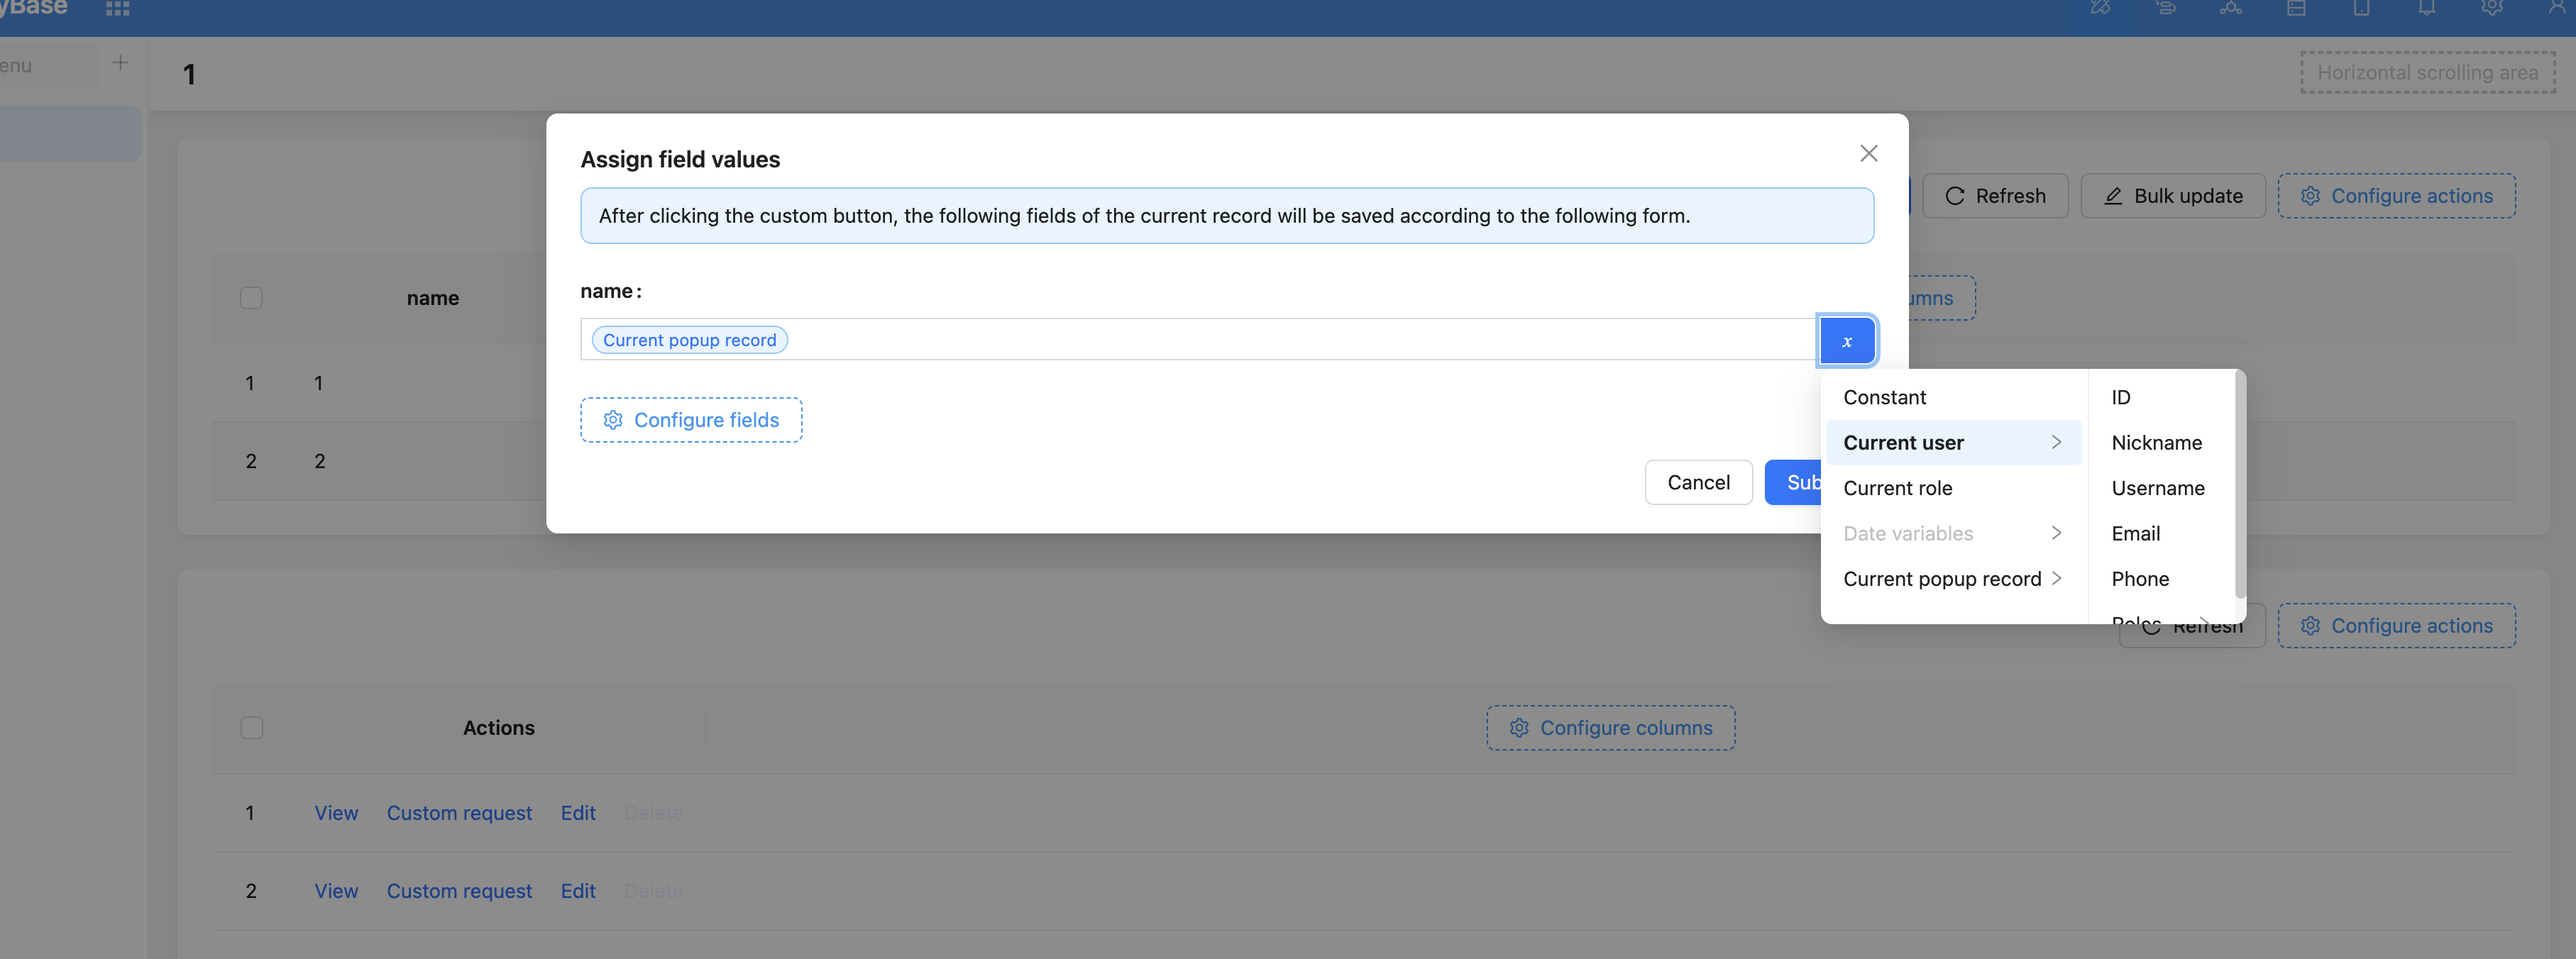 yBase
enu
1
Horizontal scrolling area
Assign field values
After clicking the custom button, the following fields of the current record will be saved according to the following form.
Refresh
Bulk update
Configure actions
name
name:
umns
Current popup record
x
1 1
Configure fields
2 2
Cancel
Sub
Constant
Current user
Current role
Date variables
Current popup record
ID
Nickname
Username
Email
Phone
Roles
Refresh
Configure actions
Actions
Configure columns
1 View Custom request Edit Delete
2 View Custom request Edit Delete